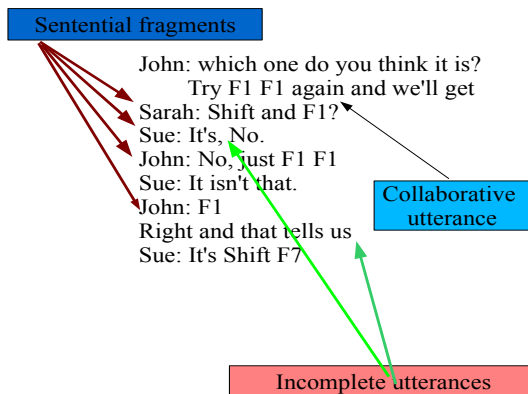 Sentential fragments
John: which one do you think it is?
Try F1 F1 again and we'll get
Sarah: Shift and F1?
Sue: It's, No.
John: No, just F1 F1
Sue: It isn't that.
John: F1
Right and that tells us
Sue: It's Shift F7
Collaborative
utterance
Incomplete utterances